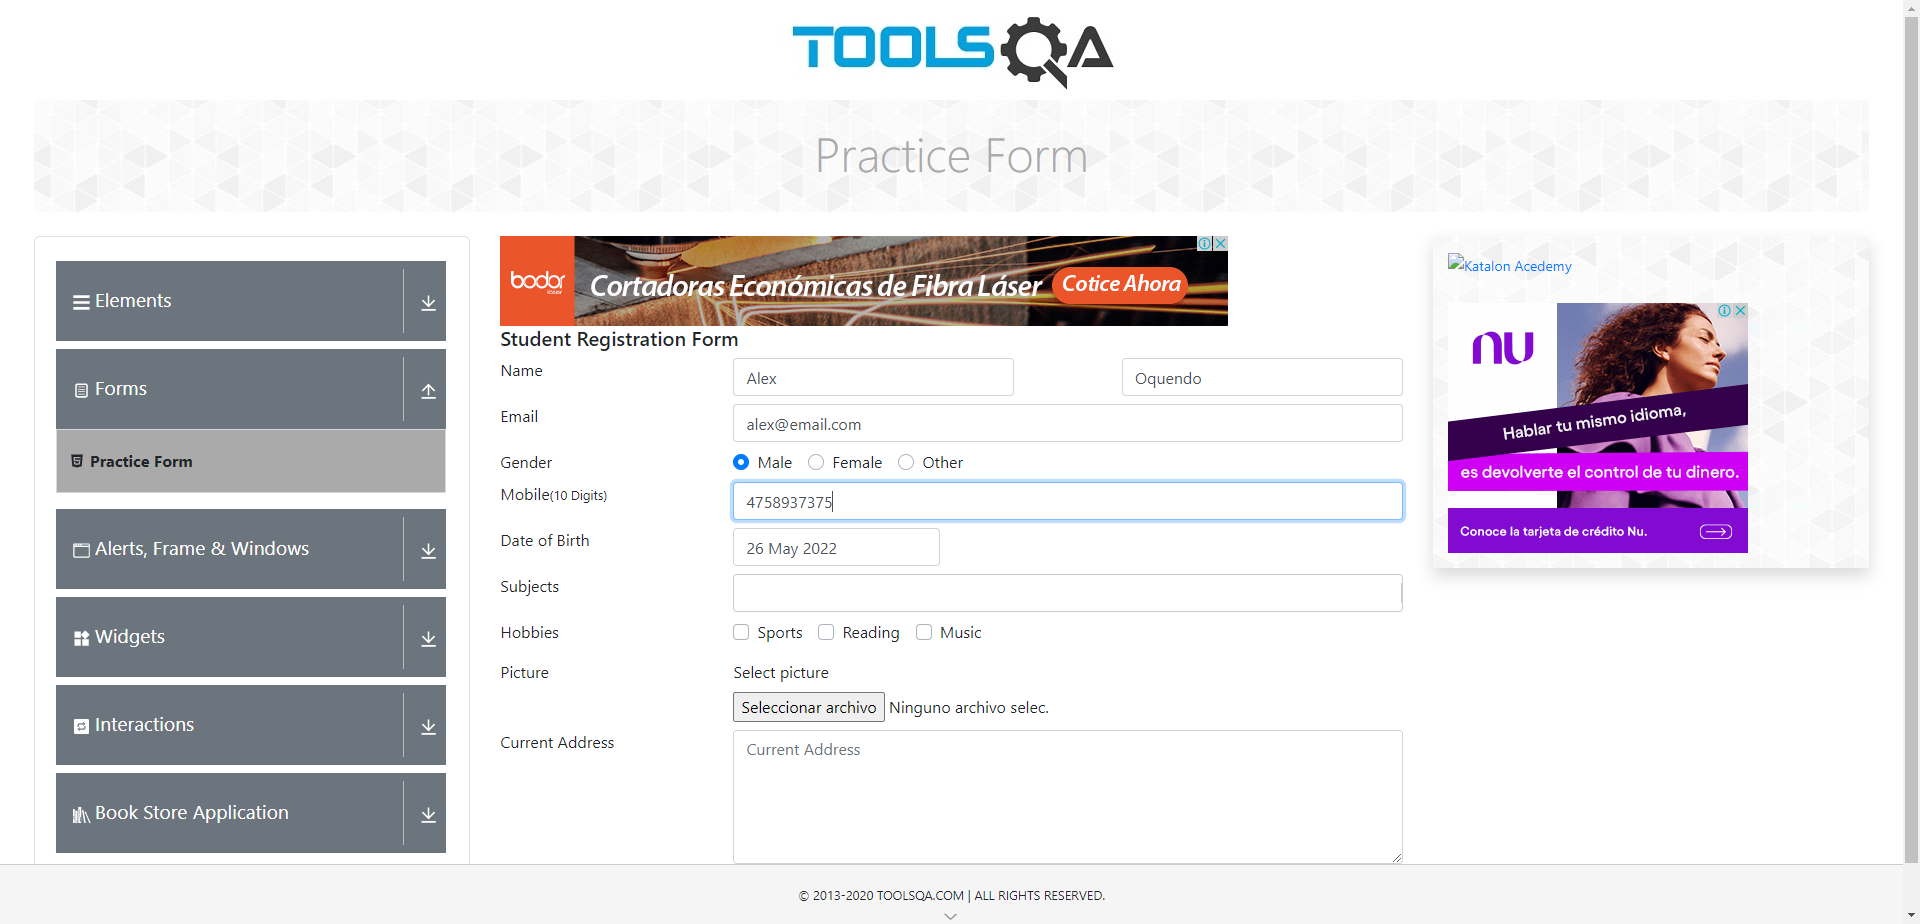 TOOLSQA
Practice Form
Elements
Forms
Practice Form
Alerts, Frame & Windows
Widgets
Interactions
Book Store Application
bodor
laser
Cortadoras Económicas de Fibra Láser
Cotice Ahora
Student Registration Form
Name
Alex
Oquendo
Email
alex@email.com
Gender
Male
Female
Other
Mobile(10 Digits)
4758937375
Date of Birth
26 May 2022
Subjects
Hobbies
Sports
Reading
Music
Picture
Select picture
Seleccionar archivo
Ninguno archivo selec.
Current Address
Current Address
Katalon Acedemy
nu
Hablar tu mismo idioma,
es devolverte el control de tu dinero.
Conoce la tarjeta de crédito Nu.
© 2013-2020 TOOLSQA.COM | ALL RIGHTS RESERVED.